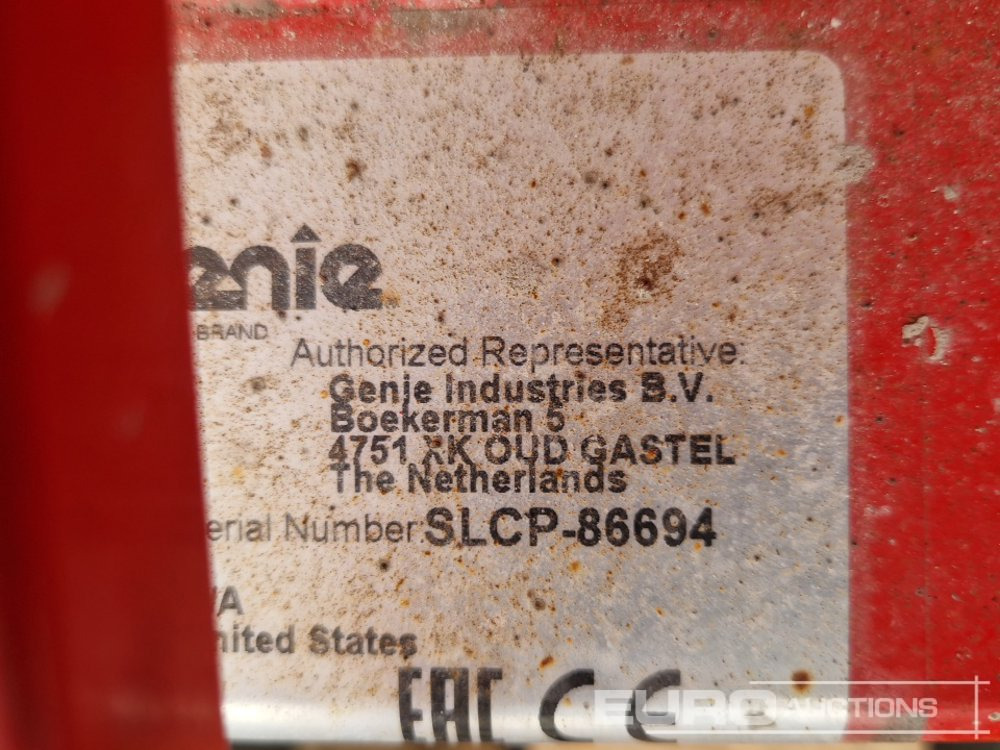 enie
BRAND
Authorized Representative:
Genie Industries B.V.
Boekerman 5
4751 XK OUD GASTEL
The Netherlands
erial Number: SLCP-86694
/A
nited States
EAC CE
EURO AUCTIONS